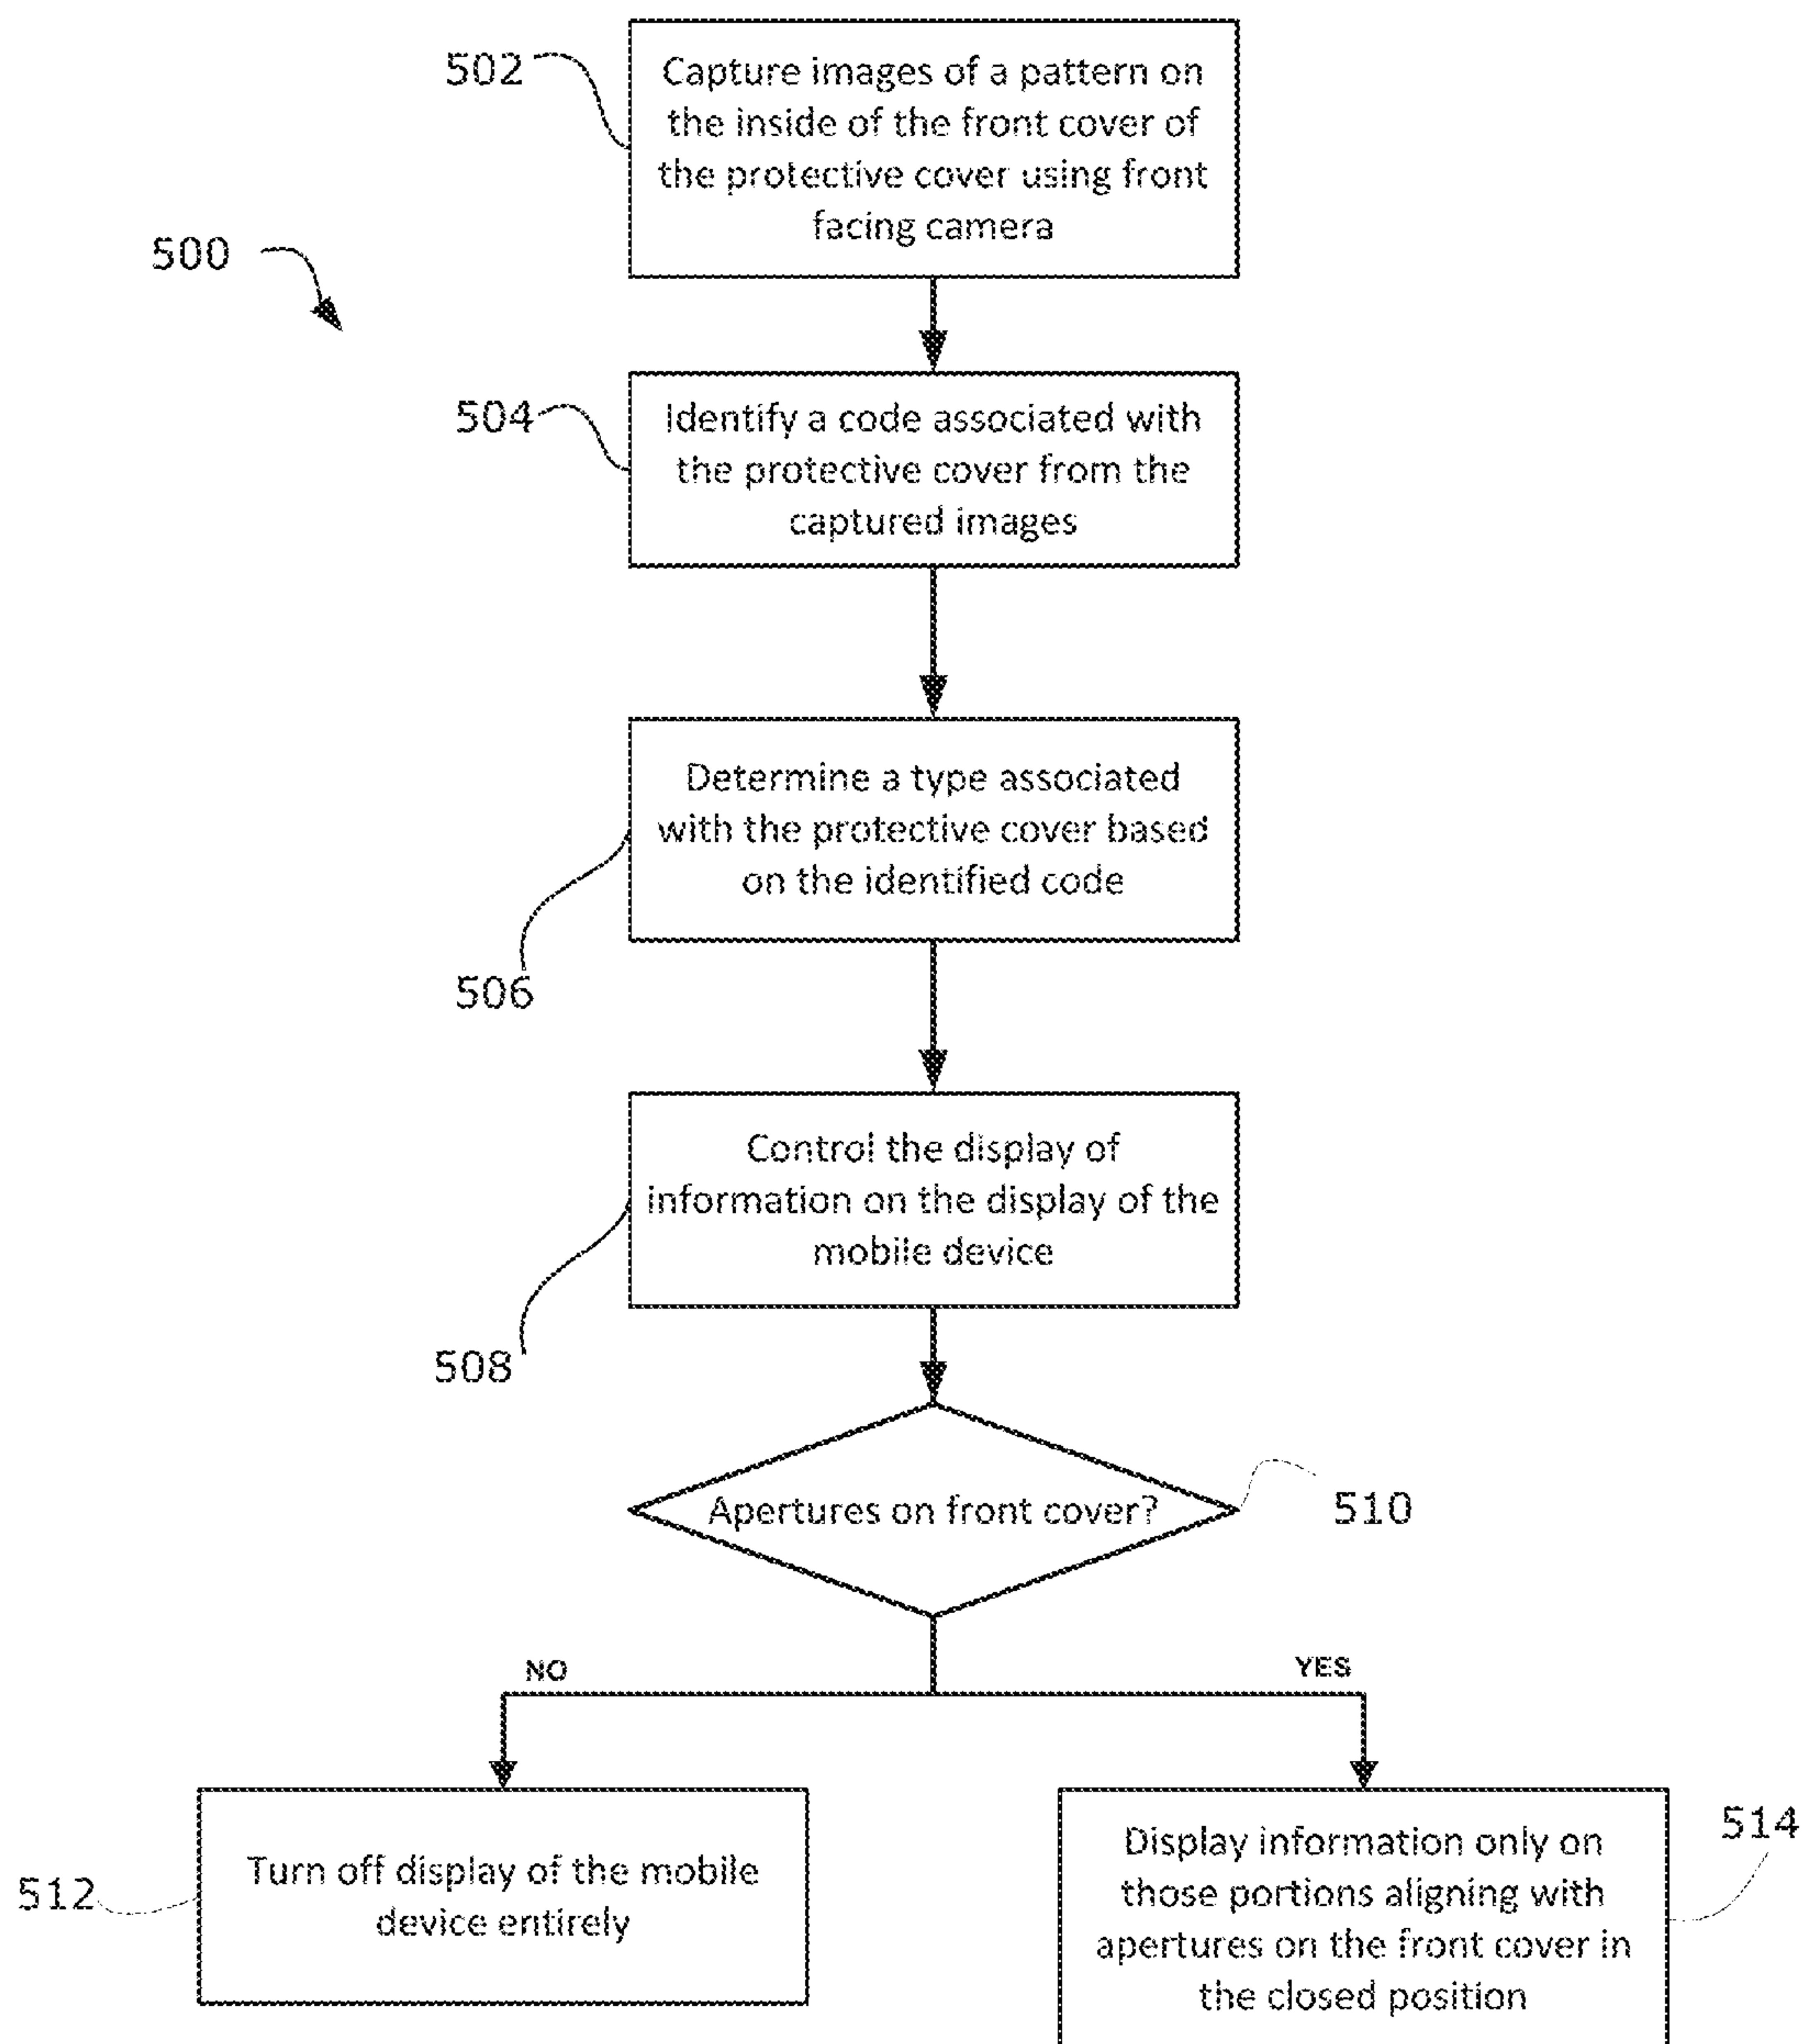 502
Capture images of a pattern on
the inside of the front cover of
the protective cover using front
facing camera
500
504
Identify a code associated with
the protective cover from the
captured images
Determine a type associated
with the protective cover based
on the identified code
506
Control the display of
information on the display of the
mobile device
508
Apertures on front cover?
510
NO
YES
512
Turn off display of the mobile
device entirely
514
Display information only on
those portions aligning with
apertures on the front cover in
the closed position